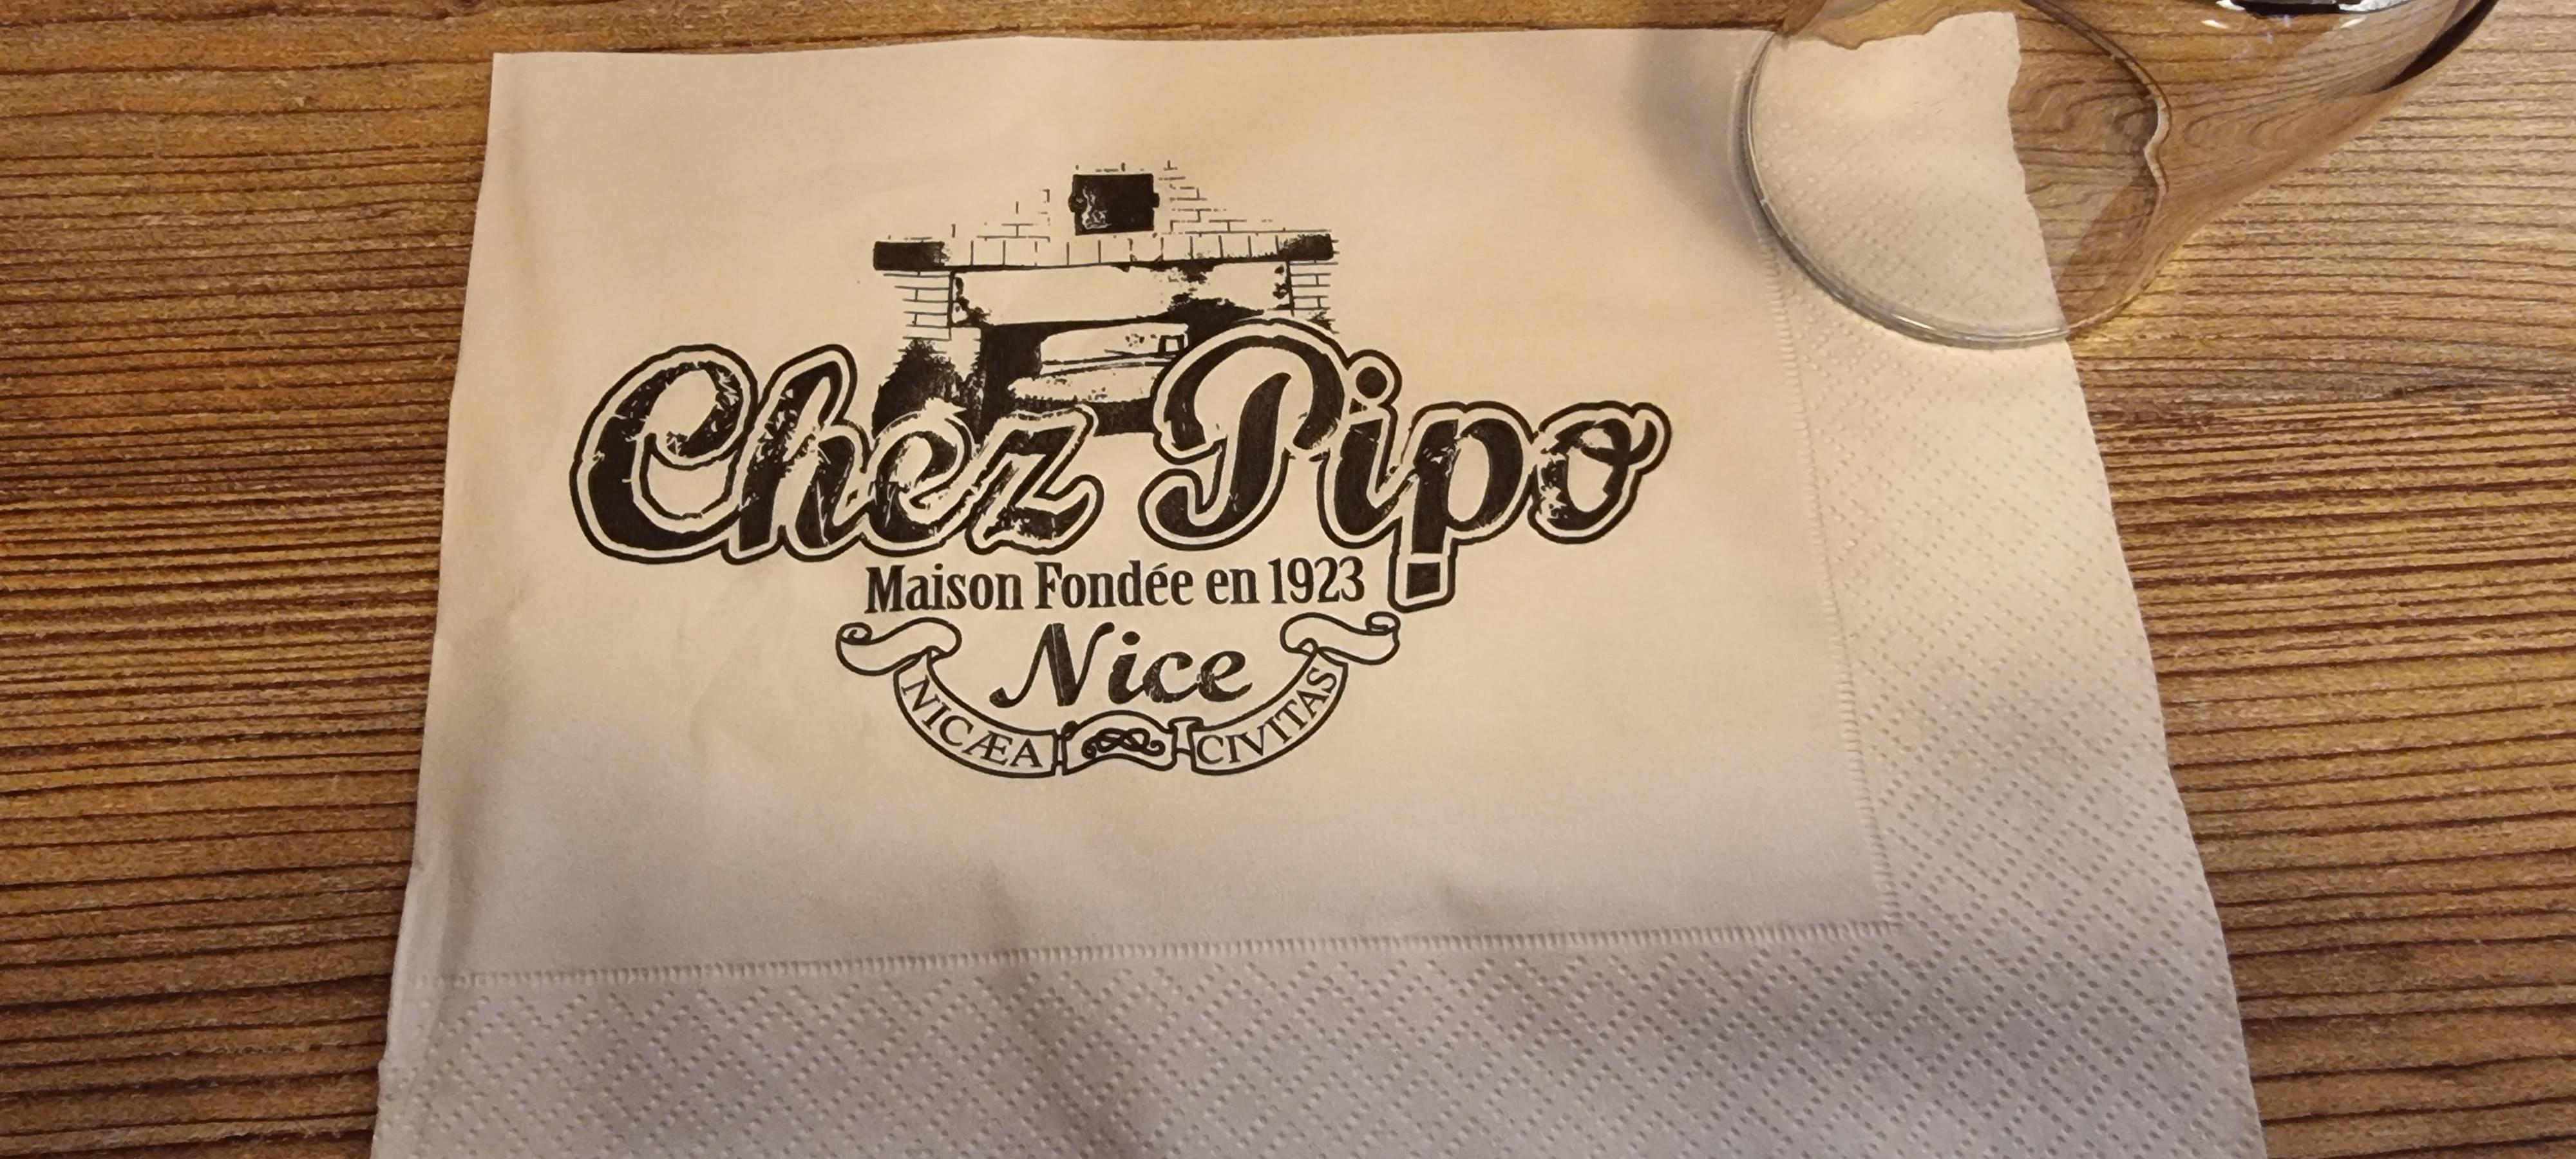 Chez Pipo
Maison Fondée en 1923
Nice
NICÆA CIVITAS